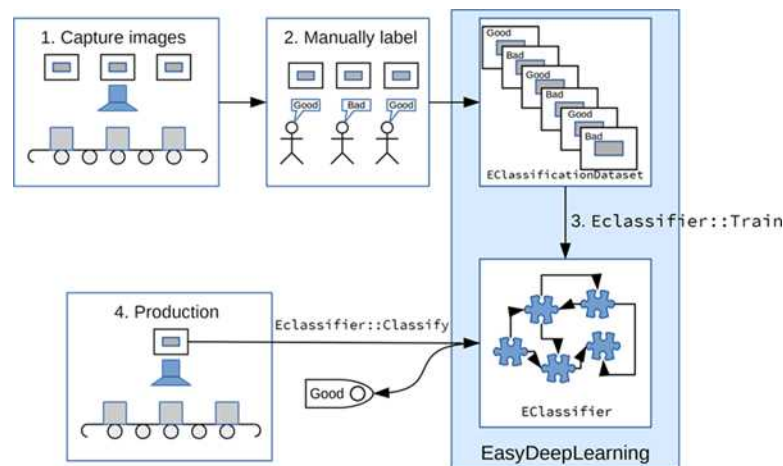 1. Capture images
2. Manually label
Good
Bad
Good
Good
Bad
Good
Bad
Good
Bad
EClassificationDataset
3. Eclassifier::Train
4. Production
Eclassifier::Classify
Good
EClassifier
EasyDeepLearning